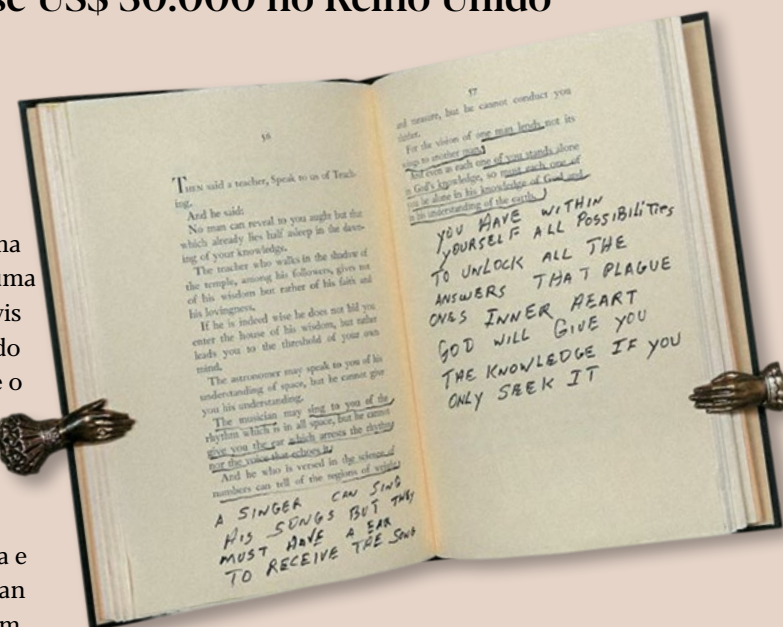 se US$ 50.000 no Reino Unido
na
uma
vis
do
e o
a e
an
m
56
THEN said a teacher, Speak to us of Teach-
ing.
And he said:
No man can reveal to you aught but that
which already lies half asleep in the dawn-
ing of your knowledge.
The teacher who walks in the shadow of
the temple, among his followers, gives not
of his wisdom but rather of his faith and
his lovingness.
If he is indeed wise he does not bid you
enter the house of his wisdom, but rather
leads you to the threshold of your own
mind.
The astronomer may speak to you of his
understanding of space, but he cannot give
you his understanding.
The musician may sing to you of the
rhythm which is in all space, but he cannot
give you the ear which arrests the rhythm
nor the voice that echoes it.
And he who is versed in the science of
numbers can tell of the regions of weight
A SINGER CAN SING
HIS SONGS BUT THEY
MUST HAVE A EAR
TO RECEIVE THE SONG
57
and measure, but he cannot conduct you
thither.
For the vision of one man lends not its
wings to another man.
And even as each one of you stands alone
in God's knowledge, so must each one of
you be alone in his knowledge of God and
in his understanding of the earth.
YOU HAVE WITHIN
YOURSELF ALL POSSIBILITIES
TO UNLOCK ALL THE
ANSWERS THAT PLAGUE
ONES INNER HEART
GOD WILL GIVE YOU
THE KNOWLEDGE IF YOU
ONLY SEEK IT